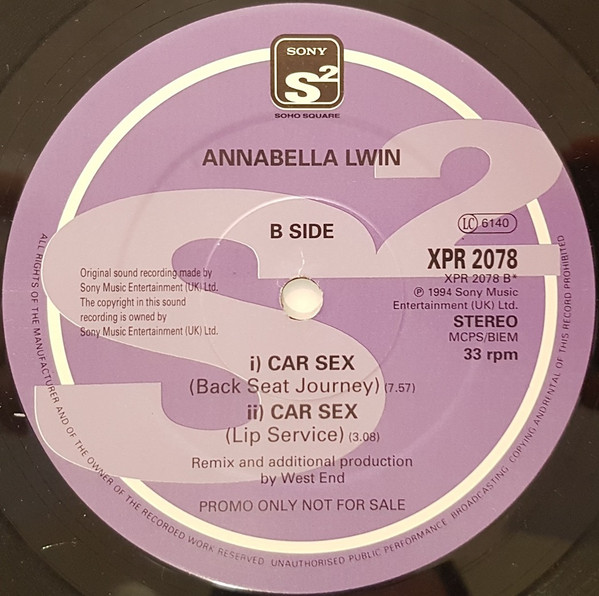 SONY
S2
SOHO SQUARE
ANNABELLA LWIN
B SIDE
LC 6140
XPR 2078
XPR 2078 B*
℗ 1994 Sony Music
Entertainment (UK) Ltd.
STEREO
MCPS/BIEM
33 rpm
Original sound recording made by
Sony Music Entertainment (UK) Ltd.
The copyright in this sound
recording is owned by
Sony Music Entertainment (UK) Ltd.
i) CAR SEX
(Back Seat Journey) (7.57)
ii) CAR SEX
(Lip Service) (3.08)
Remix and additional production
by West End
PROMO ONLY NOT FOR SALE
ALL RIGHTS OF THE MANUFACTURER AND OF THE OWNER OF THE RECORDED WORK RESERVED UNAUTHORISED PUBLIC PERFORMANCE BROADCASTING COPYING AND RENTAL OF THIS RECORD PROHIBITED
S2